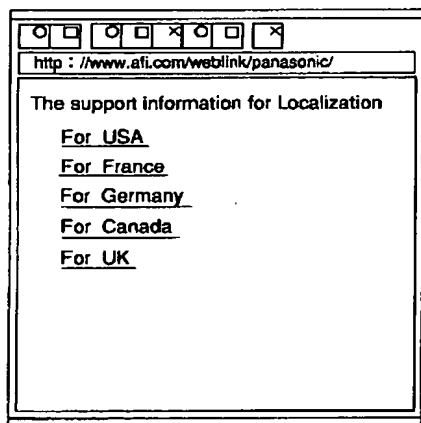 http : //www.afi.com/weblink/panasonic/
The support information for Localization
For USA
For France
For Germany
For Canada
For UK